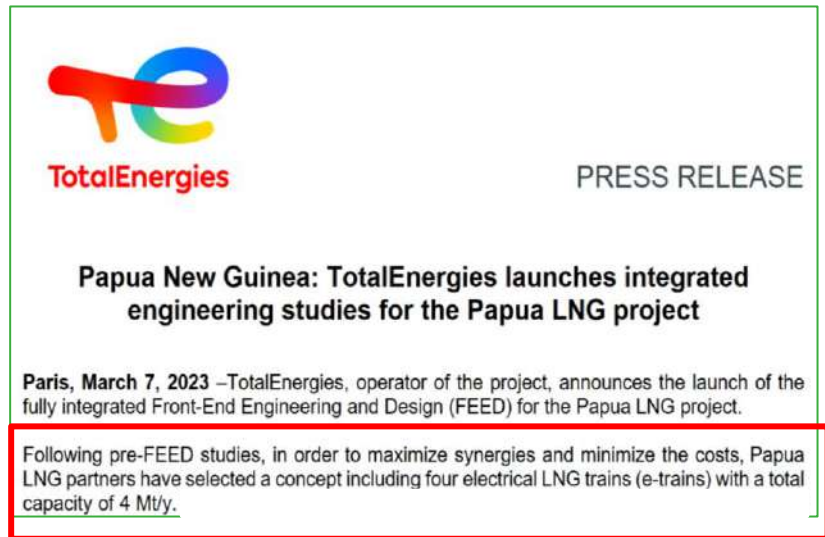 TotalEnergies
PRESS RELEASE
Papua New Guinea: TotalEnergies launches integrated
engineering studies for the Papua LNG project
Paris, March 7, 2023 –TotalEnergies, operator of the project, announces the launch of the
fully integrated Front-End Engineering and Design (FEED) for the Papua LNG project.
Following pre-FEED studies, in order to maximize synergies and minimize the costs, Papua
LNG partners have selected a concept including four electrical LNG trains (e-trains) with a total
capacity of 4 Mt/y.